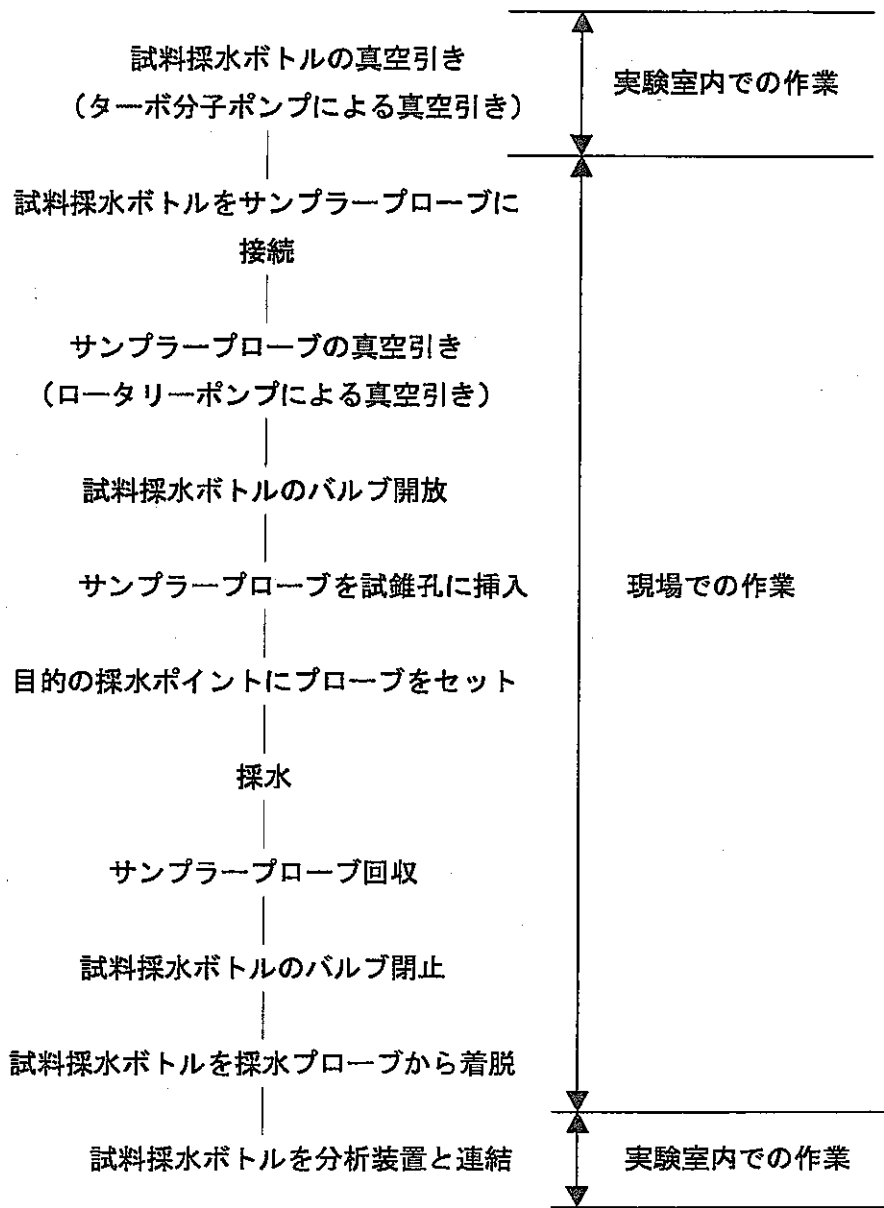 試料採水ボトルの真空引き
（ターボ分子ポンプによる真空引き）
実験室内での作業
試料採水ボトルをサンプラープローブに
接続
サンプラープローブの真空引き
（ロータリーポンプによる真空引き）
試料採水ボトルのバルブ開放
サンプラープローブを試錐孔に挿入
現場での作業
目的の採水ポイントにプローブをセット
採水
サンプラープローブ回収
試料採水ボトルのバルブ閉止
試料採水ボトルを採水プローブから着脱
試料採水ボトルを分析装置と連結
実験室内での作業